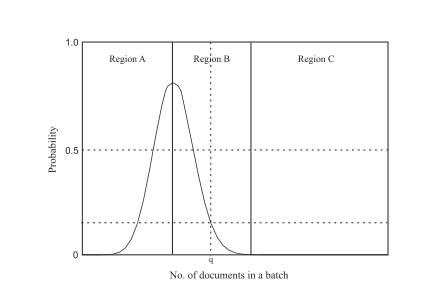 1.0
Region A
Region B
Region C
0.5
Probability
0
q
No. of documents in a batch